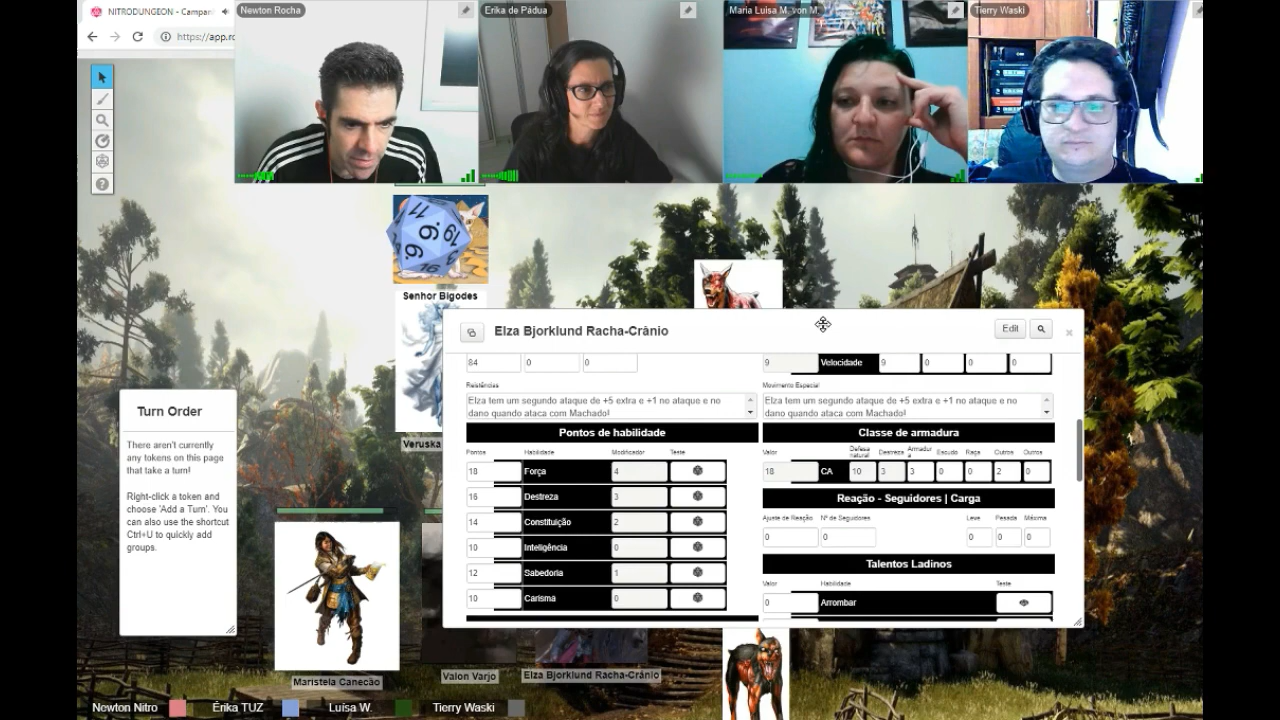 NITRODUNGEON - Campan
https://app.ro
Newton Rocha
Erika de Pádua
Maria Luisa M. von M.
Tierry Waski
11
19
6.
6.
16
Senhor Bigodes
Veruska
Turn Order
There aren't currently
any tokens on this page
that take a turn!
Right-click a token and
choose 'Add a Turn'. You
can also use the shortcut
Ctrl+U to quickly add
groups.
Elza Bjorklund Racha-Crânio
Edit
84 0 0
9 Velocidade 9 0 0 0
Resistências
Elza tem um segundo ataque de +5 extra e +1 no ataque e no
dano quando ataca com Machado!
Movimento Especial
Elza tem um segundo ataque de +5 extra e +1 no ataque e no
dano quando ataca com Machado!
Pontos de habilidade
Pontos Habilidade Modificador Teste
18 Força 4
16 Destreza 3
14 Constituição 2
10 Inteligência 0
12 Sabedoria 1
10 Carisma 0
Classe de armadura
Valor Defesa natural Destreza Armadura Escudo Raça Outros Outros
18 CA 10 3 3 0 0 2 0
Reação - Seguidores | Carga
Ajuste de Reação Nº de Seguidores Leve Pesada Máxima
0 0 0 0 0
Talentos Ladinos
Valor Habilidade Teste
0 Arrombar
Maristela Caneção
Valon Varjo
Elza Bjorklund Racha-Crânio
Newton Nitro
Érika TUZ
Luísa W.
Tierry Waski